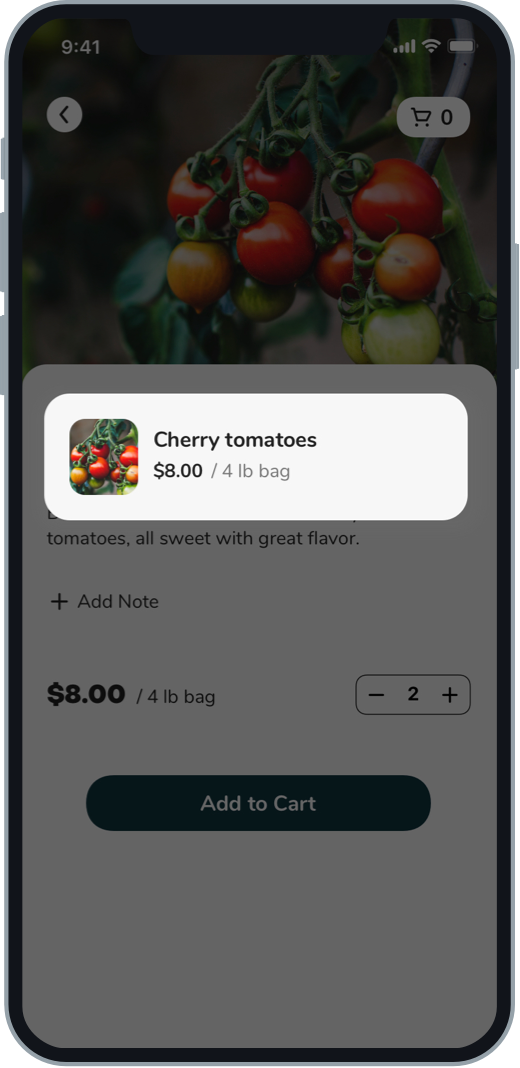 9:41
0
Cherry tomatoes
$8.00 / 4 lb bag
tomatoes, all sweet with great flavor.
+ Add Note
$8.00 / 4 lb bag
− 2 +
Add to Cart